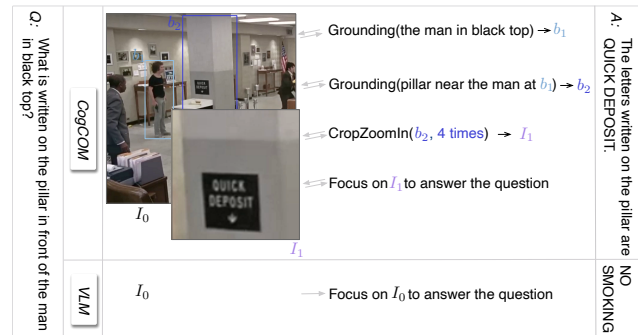 Q: What is written on the pillar in front of the man
in black top?
CogCOM
I0
QUICK
DEPOSIT
I1
Grounding(the man in black top) → b1
Grounding(pillar near the man at b1) → b2
CropZoomIn(b2, 4 times) → I1
Focus on I1 to answer the question
A: The letters written on the pillar are
QUICK DEPOSIT.
VLM
I0
Focus on I0 to answer the question
NO
SMOKING
b2
b1